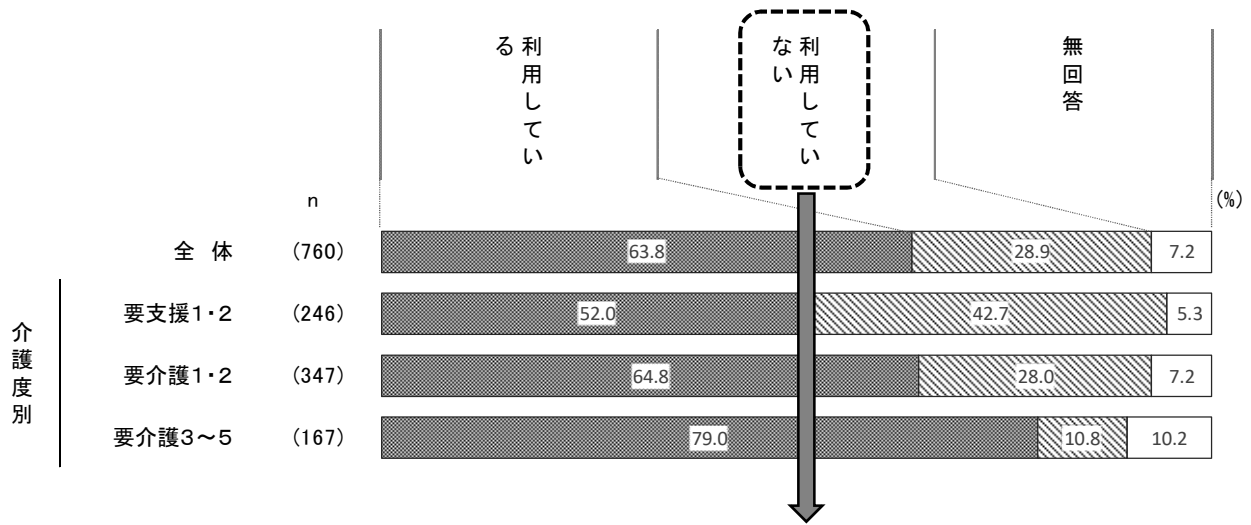 利用している
利用していない
無回答
n
(%)
全 体 (760) 63.8 28.9 7.2
介護度別
要支援1・2 (246) 52.0 42.7 5.3
要介護1・2 (347) 64.8 28.0 7.2
要介護3~5 (167) 79.0 10.8 10.2